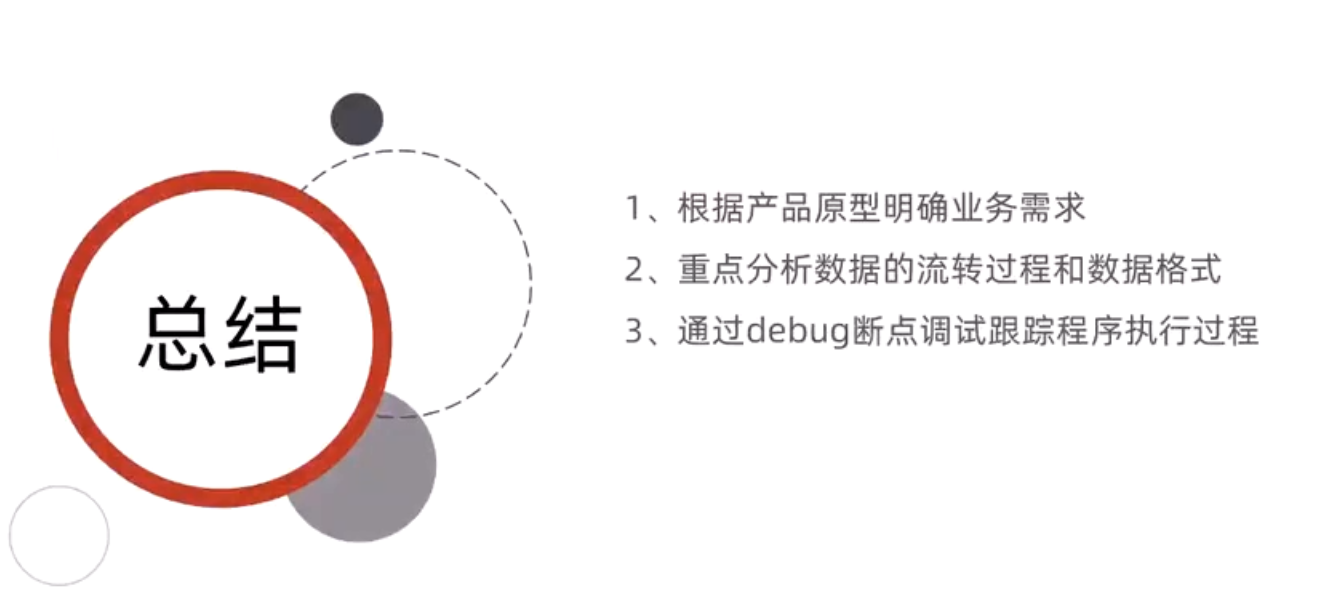 总结
1、根据产品原型明确业务需求
2、重点分析数据的流转过程和数据格式
3、通过debug断点调试跟踪程序执行过程